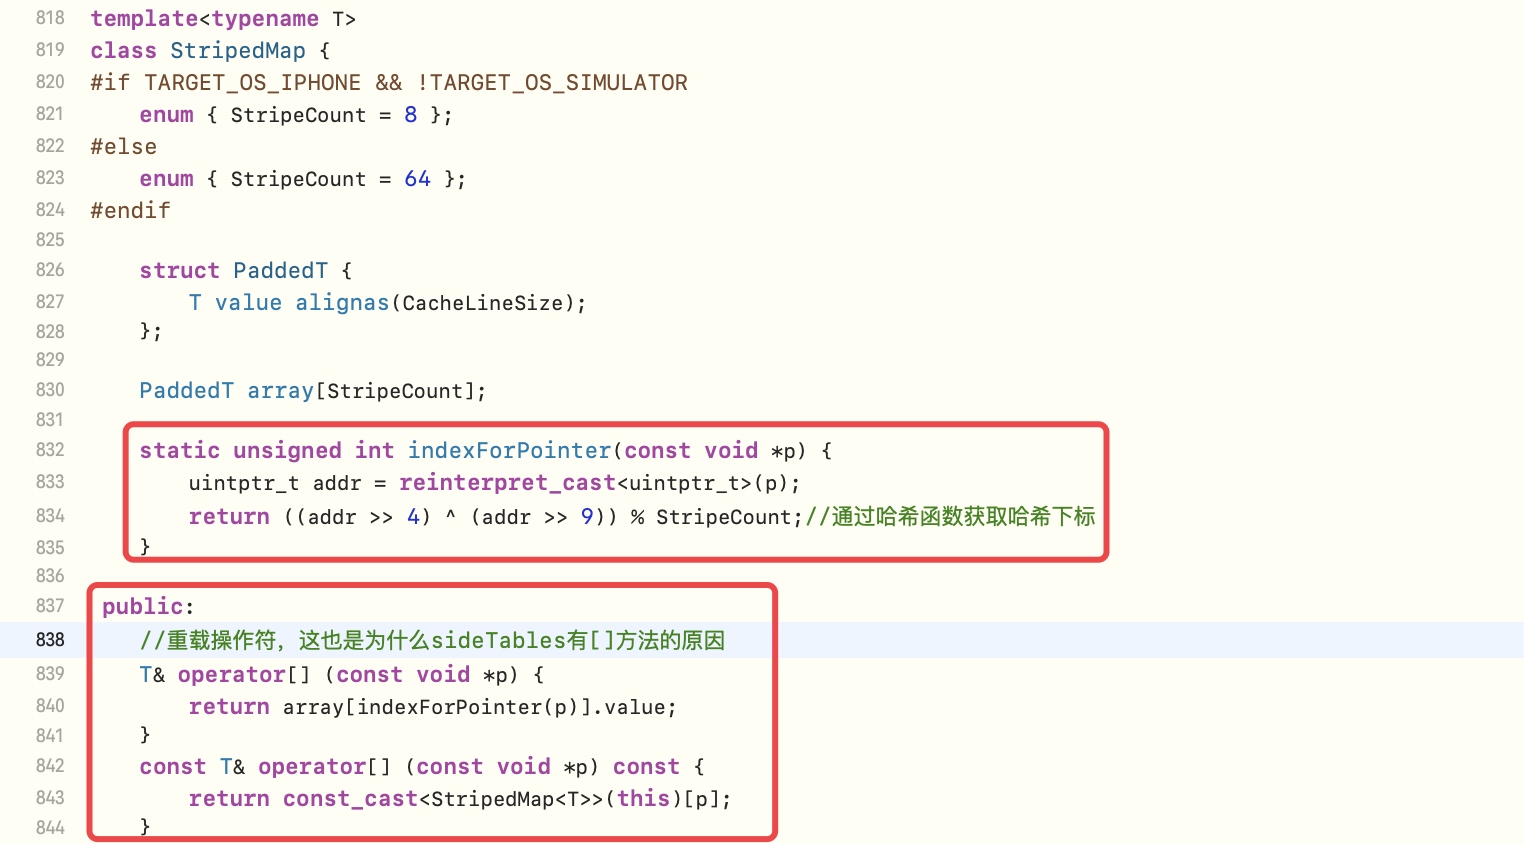 818 template<typename T>
819 class StripedMap {
820 #if TARGET_OS_IPHONE && !TARGET_OS_SIMULATOR
821     enum { StripeCount = 8 };
822 #else
823     enum { StripeCount = 64 };
824 #endif
825
826     struct PaddedT {
827         T value alignas(CacheLineSize);
828     };
829
830     PaddedT array[StripeCount];
831
832     static unsigned int indexForPointer(const void *p) {
833         uintptr_t addr = reinterpret_cast<uintptr_t>(p);
834         return ((addr >> 4) ^ (addr >> 9)) % StripeCount;//通过哈希函数获取哈希下标
835     }
836
837  public:
838     //重载操作符，这也是为什么sideTables有[]方法的原因
839     T& operator[] (const void *p) {
840         return array[indexForPointer(p)].value;
841     }
842     const T& operator[] (const void *p) const {
843         return const_cast<StripedMap<T>>(this)[p];
844     }